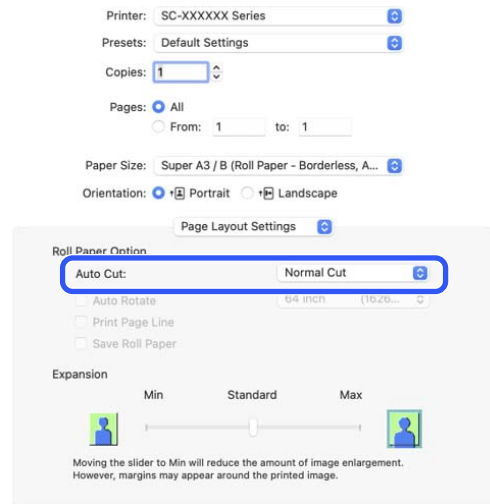 Printer: SC-XXXXXX Series
Presets: Default Settings
Copies: 1
Pages: All
From: 1 to: 1
Paper Size: Super A3 / B (Roll Paper - Borderless, A...
Orientation: Portrait Landscape
Page Layout Settings
Roll Paper Option
Auto Cut: Normal Cut
Auto Rotate 64 inch (1626...
Print Page Line
Save Roll Paper
Expansion
Min Standard Max
Moving the slider to Min will reduce the amount of image enlargement.
However, margins may appear around the printed image.